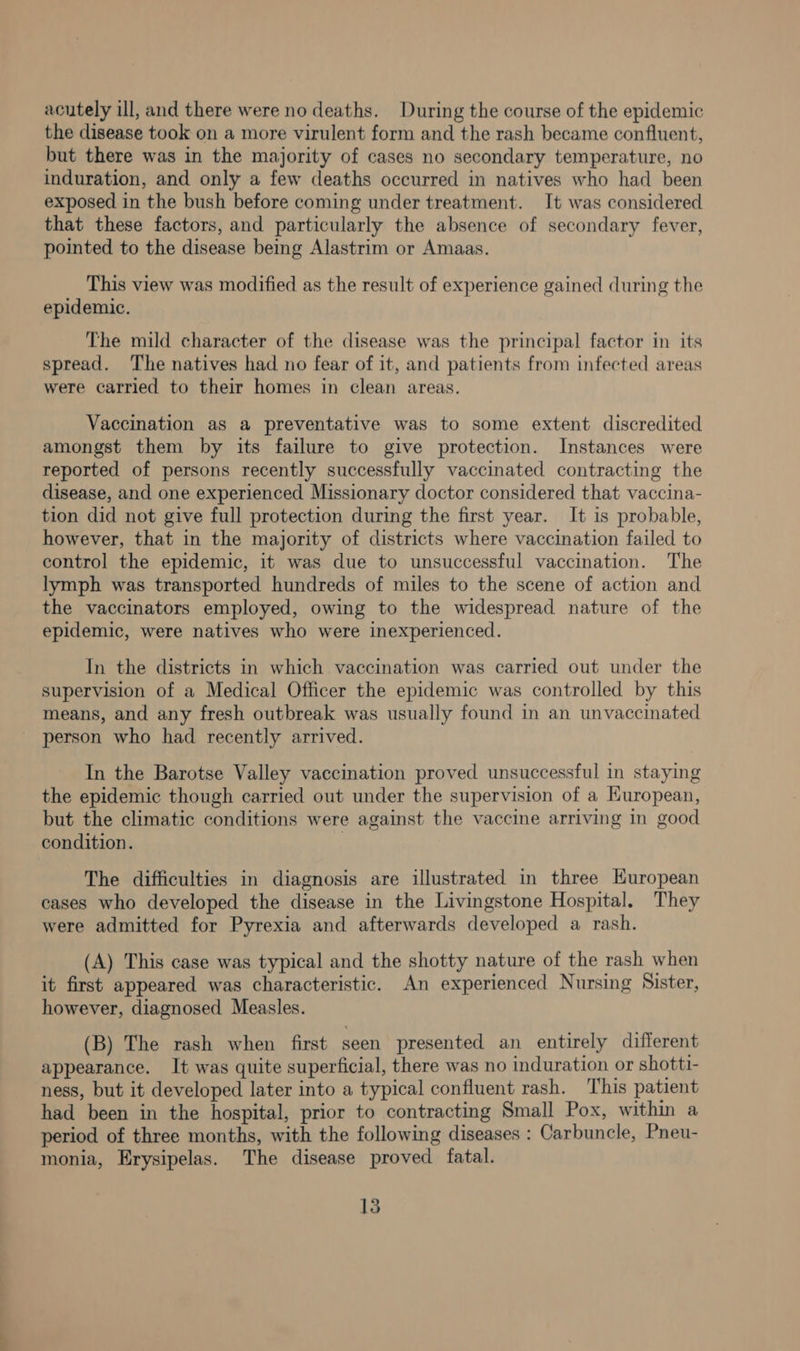 acutely ill, and there were no deaths. During the course of the epidemic
the disease took on a more virulent form and the rash became confluent,
but there was in the majority of cases no secondary temperature, no
induration, and only a few deaths occurred in natives who had been
exposed in the bush before coming under treatment. It was considered
that these factors, and particularly the absence of secondary fever,
pointed to the disease being Alastrim or Amaas.
This view was modified as the result of experience gained during the
epidemic.
The mild character of the disease was the principal factor in its
spread. The natives had no fear of it, and patients from infected areas
were carried to their homes in clean areas.
Vaccination as a preventative was to some extent discredited
amongst them by its failure to give protection. Instances were
reported of persons recently successfully vaccinated contracting the
disease, and one experienced Missionary doctor considered that vaccina-
tion did not give full protection during the first year. It is probable,
however, that in the majority of districts where vaccination failed to
control the epidemic, it was due to unsuccessful vaccination. The
lymph was transported hundreds of miles to the scene of action and
the vaccinators employed, owing to the widespread nature of the
epidemic, were natives who were inexperienced.
In the districts in which vaccination was carried out under the
supervision of a Medical Officer the epidemic was controlled by this
means, and any fresh outbreak was usually found in an unvaccinated
person who had recently arrived.
In the Barotse Valley vaccination proved unsuccessful in staying
the epidemic though carried out under the supervision of a European,
but the climatic conditions were against the vaccine arriving in good
condition.
The difficulties in diagnosis are illustrated in three European
cases who developed the disease in the Livingstone Hospital. They
were admitted for Pyrexia and afterwards developed a rash.
(A) This case was typical and the shotty nature of the rash when
it first appeared was characteristic. An experienced Nursing Sister,
however, diagnosed Measles.
(B) The rash when first seen presented an entirely different
appearance. It was quite superficial, there was no induration or shotti-
ness, but it developed later into a typical confluent rash. This patient
had been in the hospital, prior to contracting Small Pox, within a
period of three months, with the following diseases : Carbuncle, Pneu-
monia, Erysipelas. The disease proved fatal.
13